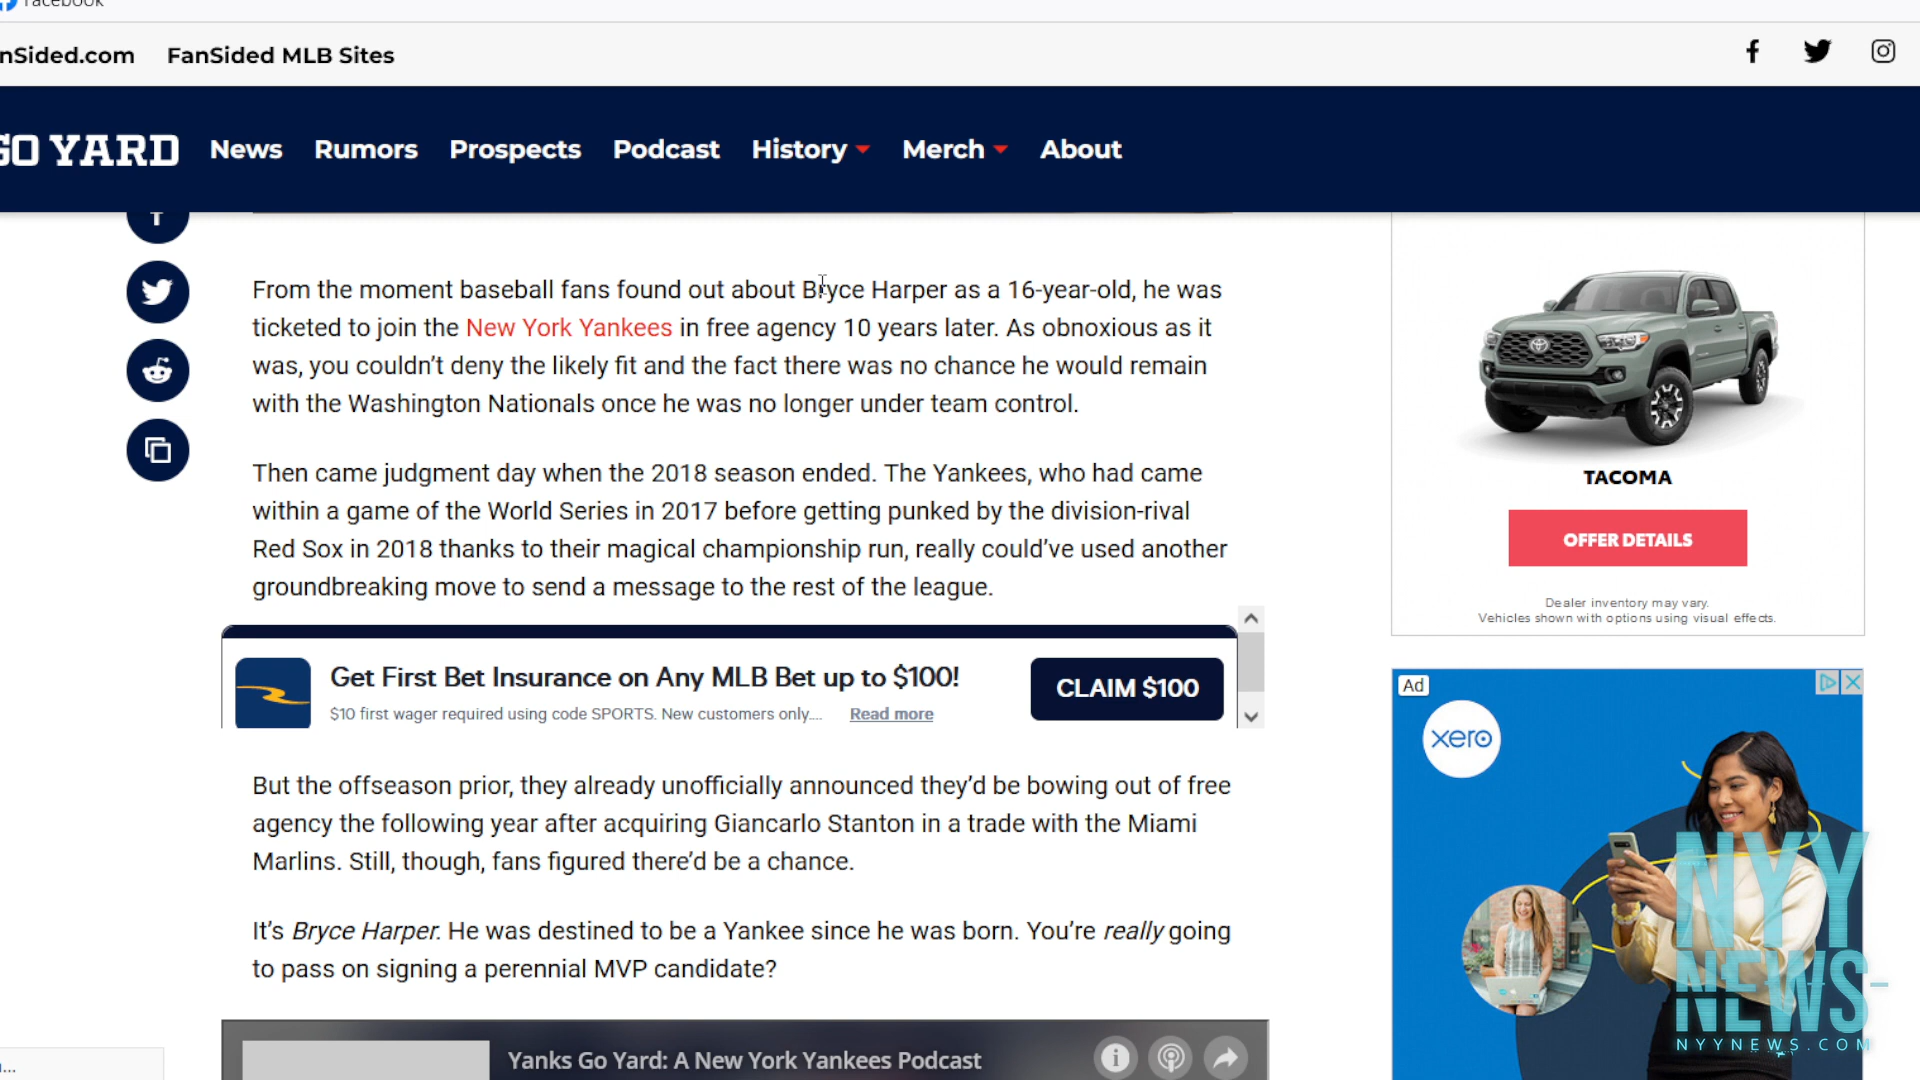 nSided.com FanSided MLB Sites
GO YARD News Rumors Prospects Podcast History Merch About
From the moment baseball fans found out about Bryce Harper as a 16-year-old, he was
ticketed to join the New York Yankees in free agency 10 years later. As obnoxious as it
was, you couldn't deny the likely fit and the fact there was no chance he would remain
with the Washington Nationals once he was no longer under team control.
Then came judgment day when the 2018 season ended. The Yankees, who had came
within a game of the World Series in 2017 before getting punked by the division-rival
Red Sox in 2018 thanks to their magical championship run, really could've used another
groundbreaking move to send a message to the rest of the league.
Get First Bet Insurance on Any MLB Bet up to $100!
$10 first wager required using code SPORTS. New customers only.... Read more
CLAIM $100
But the offseason prior, they already unofficially announced they'd be bowing out of free
agency the following year after acquiring Giancarlo Stanton in a trade with the Miami
Marlins. Still, though, fans figured there'd be a chance.
It's Bryce Harper. He was destined to be a Yankee since he was born. You're really going
to pass on signing a perennial MVP candidate?
Yanks Go Yard: A New York Yankees Podcast
TACOMA
OFFER DETAILS
Dealer inventory may vary.
Vehicles shown with options using visual effects.
Ad
xero
NYY
NEWS
NYYNEWS.COM